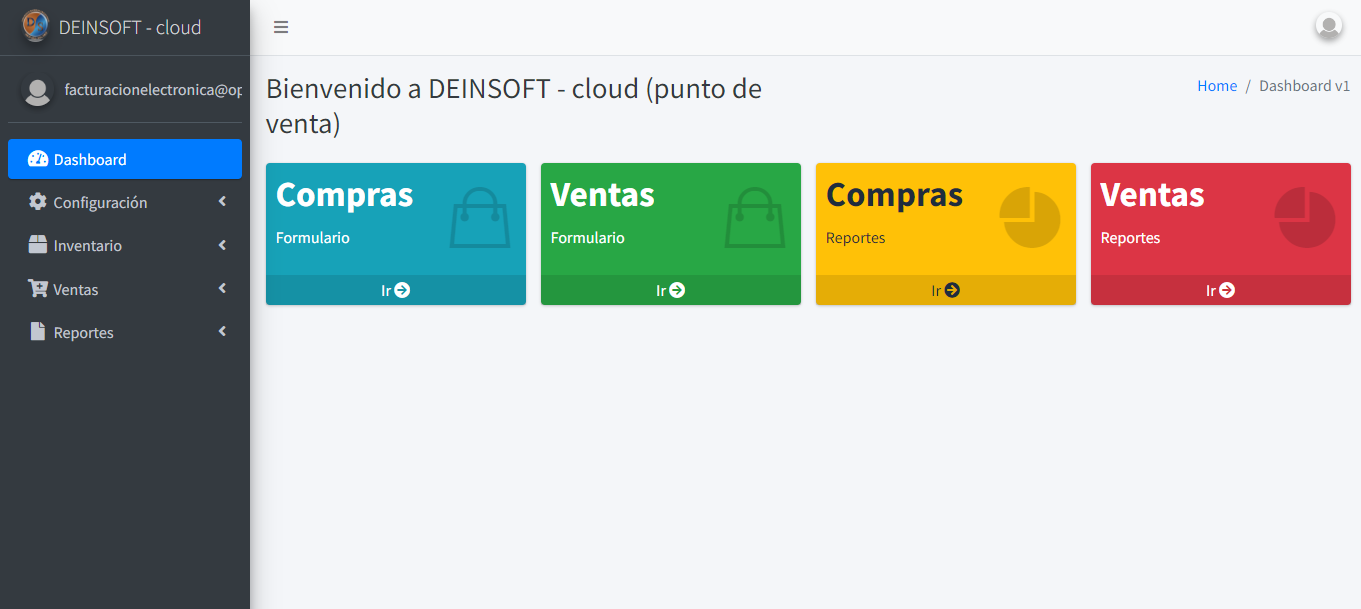 DEINSOFT - cloud
facturacionelectronica@op
Dashboard
Configuración
Inventario
Ventas
Reportes
Bienvenido a DEINSOFT - cloud (punto de
venta)
Home / Dashboard v1
Compras
Formulario
Ir
Ventas
Formulario
Ir
Compras
Reportes
Ir
Ventas
Reportes
Ir